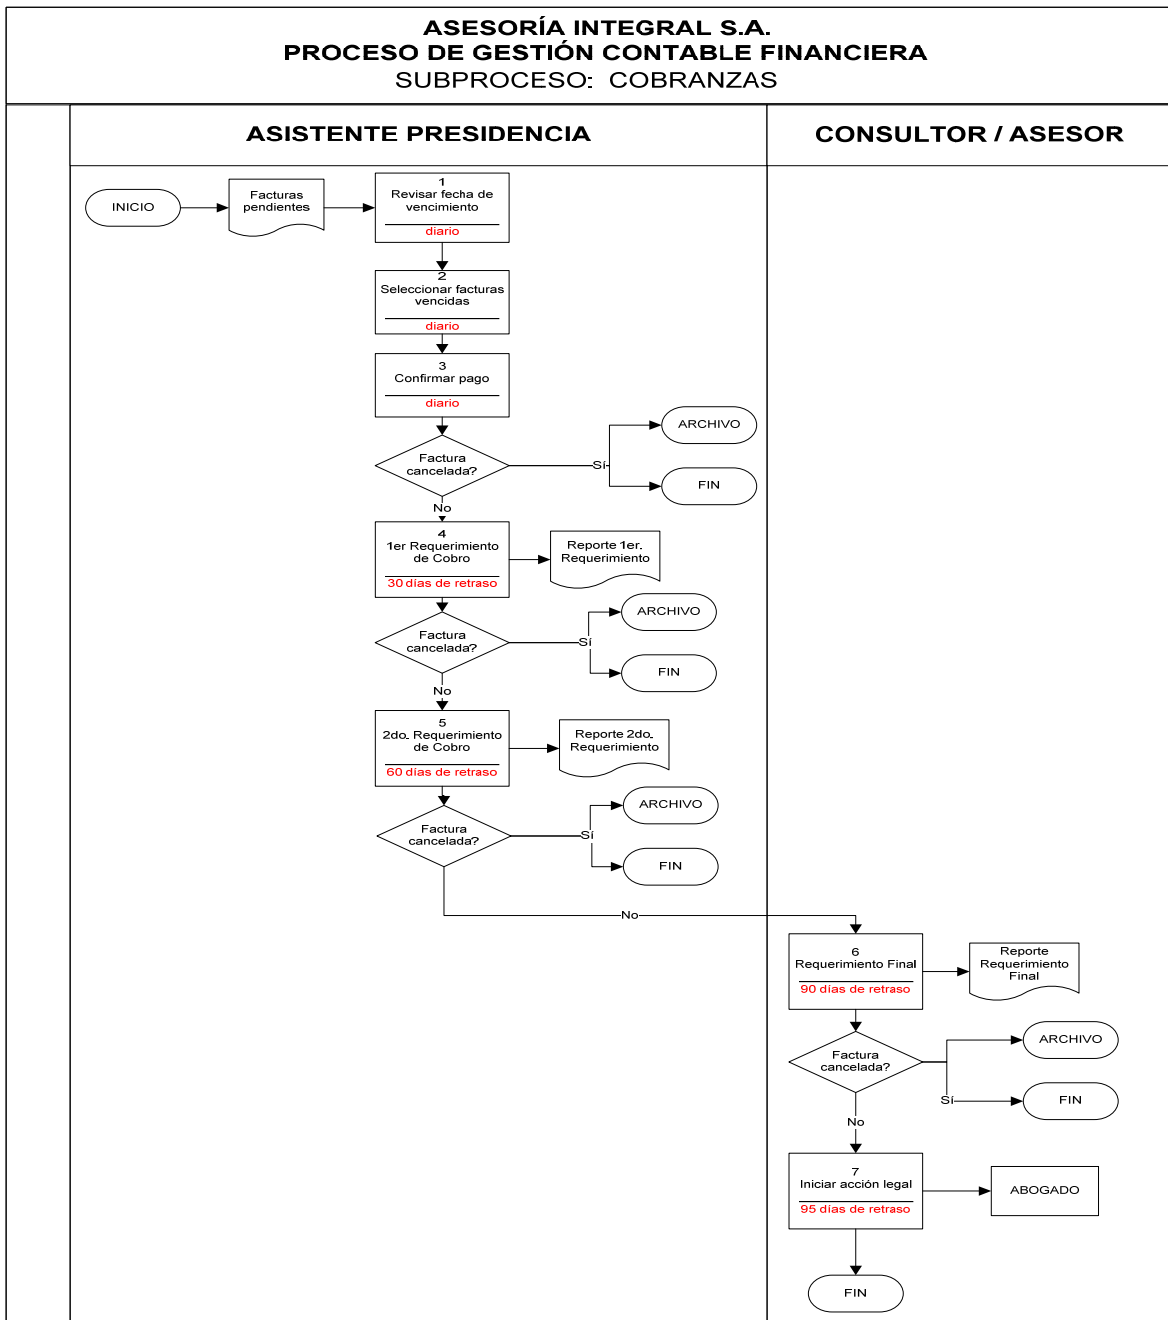 ASESORÍA INTEGRAL S.A.
PROCESO DE GESTIÓN CONTABLE FINANCIERA
SUBPROCESO: COBRANZAS
ASISTENTE PRESIDENCIA
CONSULTOR / ASESOR
INICIO
Facturas
pendientes
1
Revisar fecha de
vencimiento
diario
2
Seleccionar facturas
vencidas
diario
3
Confirmar pago
diario
Factura
cancelada?
Sí
ARCHIVO
FIN
No
4
1er Requerimiento
de Cobro
30 días de retraso
Reporte 1er.
Requerimiento
Factura
cancelada?
Sí
ARCHIVO
FIN
No
5
2do. Requerimiento
de Cobro
60 días de retraso
Reporte 2do.
Requerimiento
Factura
cancelada?
Sí
ARCHIVO
FIN
No
6
Requerimiento Final
90 días de retraso
Reporte
Requerimiento
Final
Factura
cancelada?
ARCHIVO
Sí
FIN
No
7
Iniciar acción legal
95 días de retraso
ABOGADO
FIN